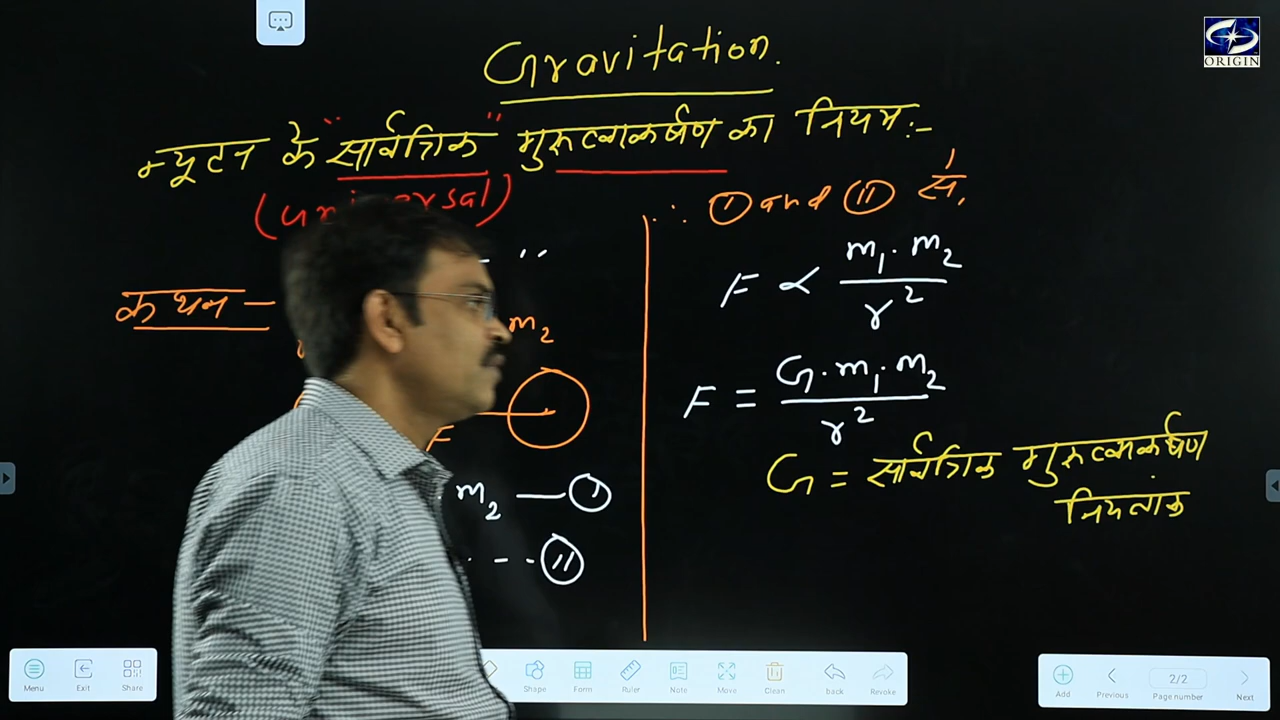 ORIGIN
Gravitation.
न्यूटन के "सार्वत्रिक" गुरुत्वाकर्षण का नियम:-
(universal)
कथन —
m₂
F
m₂ — (I)
- - - (II)
∴ (I) and (II) से,
F ∝ m₁·m₂ / r²
F = G·m₁·m₂ / r²
G = सार्वत्रिक गुरुत्वाकर्षण
नियतांक
Menu Exit Share Shape Form Ruler Note Move Clean back Revoke Add Previous 2/2 Page number Next